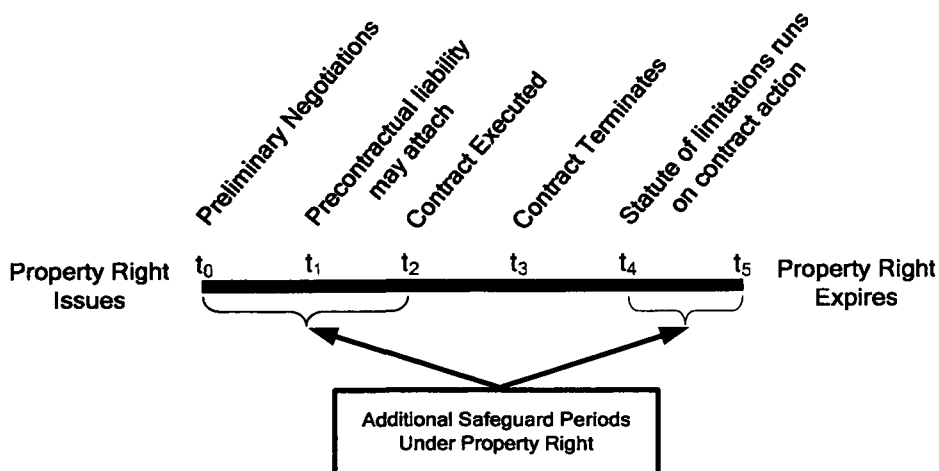 Preliminary Negotiations
Precontractual liability
may attach
Contract Executed
Contract Terminates
Statute of limitations runs
on contract action
Property Right
Issues
t0
t1
t2
t3
t4
t5
Property Right
Expires
Additional Safeguard Periods
Under Property Right